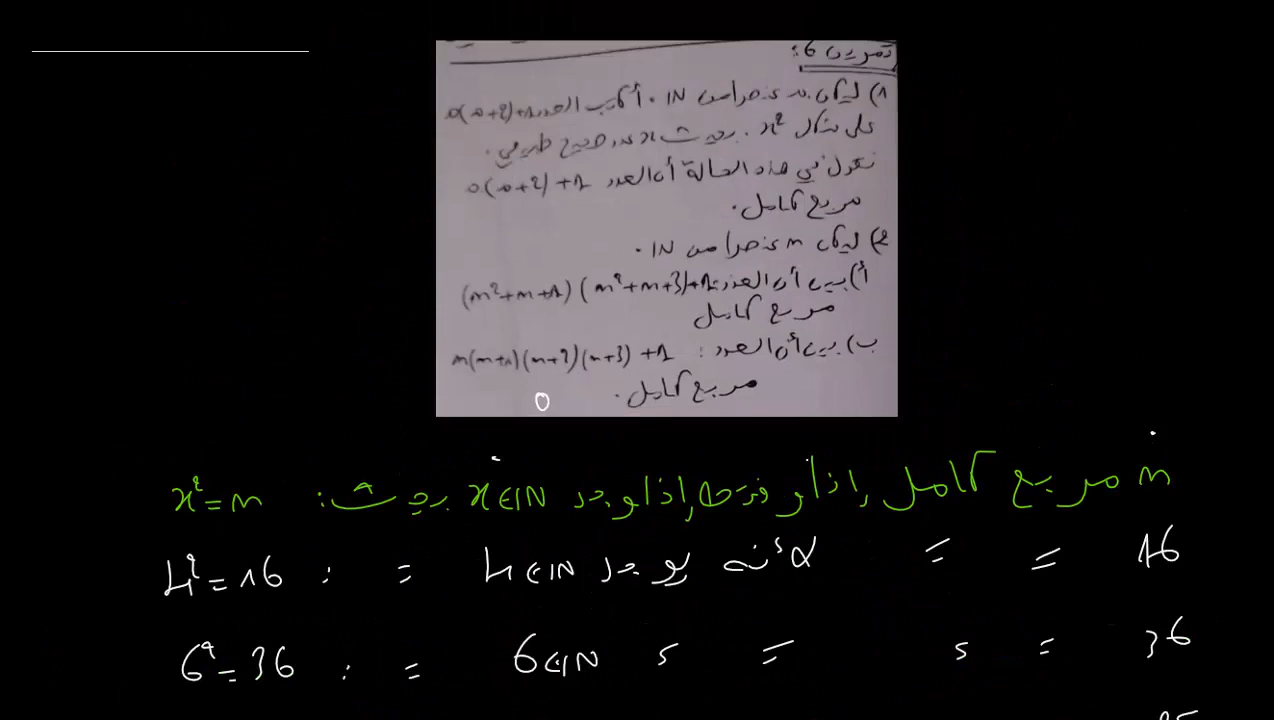 تمرين 6:
1) ليكن n عنصرا من IN. أكتب العدد n(n+2)+1
على شكل x². بحيث x عدد صحيح طبيعي.
نقول في هذه الحالة أن العدد n(n+2)+1
مربع كامل.
2) ليكن n عنصرا من IN.
أ) بين أن العدد: (n²+n+1)(n²+n+3)+1
مربع كامل
ب) بين أن العدد: n(n+1)(n+2)(n+3)+1
مربع كامل.
n مربع كامل إذا و فقط إذا وجد x∈IN بحيث: x²=n
16 = = لأنه يوجد 4∈IN = : 4²=16
36 = = 6∈IN = : 6²=36